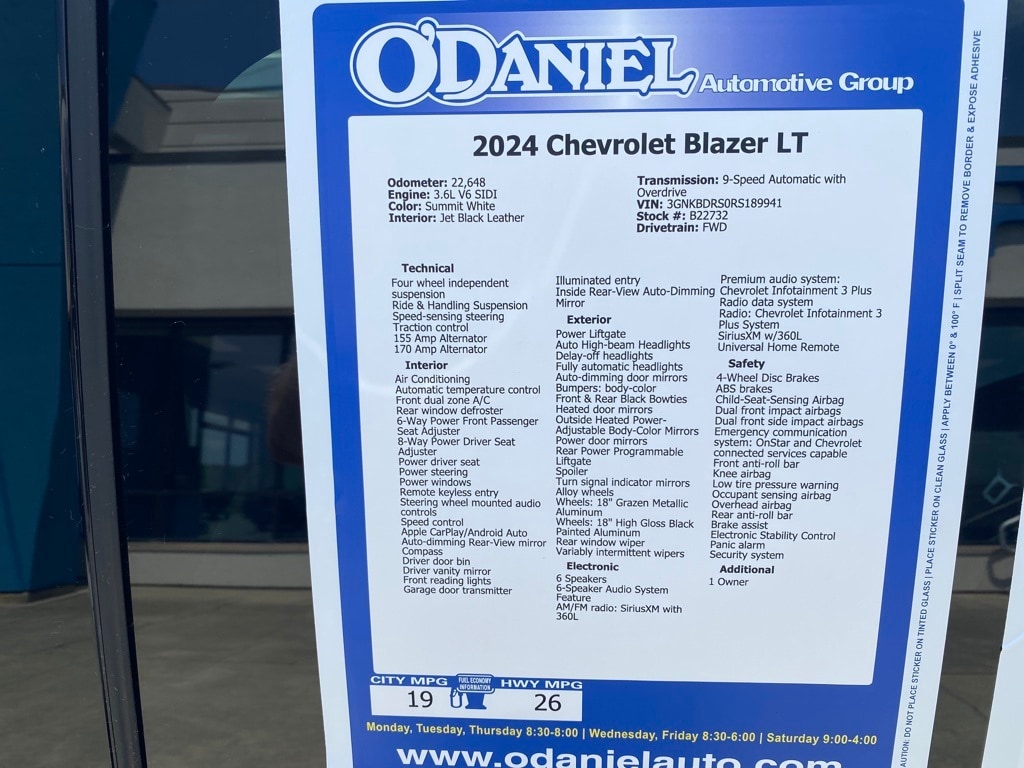 O'DANIEL Automotive Group
2024 Chevrolet Blazer LT
Odometer: 22,648
Engine: 3.6L V6 SIDI
Color: Summit White
Interior: Jet Black Leather
Transmission: 9-Speed Automatic with
Overdrive
VIN: 3GNKBDRS0RS189941
Stock #: B22732
Drivetrain: FWD
Technical
Four wheel independent
suspension
Ride & Handling Suspension
Speed-sensing steering
Traction control
155 Amp Alternator
170 Amp Alternator
Interior
Air Conditioning
Automatic temperature control
Front dual zone A/C
Rear window defroster
6-Way Power Front Passenger
Seat Adjuster
8-Way Power Driver Seat
Adjuster
Power driver seat
Power steering
Power windows
Remote keyless entry
Steering wheel mounted audio
controls
Speed control
Apple CarPlay/Android Auto
Auto-dimming Rear-View mirror
Compass
Driver door bin
Driver vanity mirror
Front reading lights
Garage door transmitter
Illuminated entry
Inside Rear-View Auto-Dimming
Mirror
Exterior
Power Liftgate
Auto High-beam Headlights
Delay-off headlights
Fully automatic headlights
Auto-dimming door mirrors
Bumpers: body-color
Front & Rear Black Bowties
Heated door mirrors
Outside Heated Power-
Adjustable Body-Color Mirrors
Power door mirrors
Rear Power Programmable
Liftgate
Spoiler
Turn signal indicator mirrors
Alloy wheels
Wheels: 18" Grazen Metallic
Aluminum
Wheels: 18" High Gloss Black
Painted Aluminum
Rear window wiper
Variably intermittent wipers
Electronic
6 Speakers
6-Speaker Audio System
Feature
AM/FM radio: SiriusXM with
360L
Premium audio system:
Chevrolet Infotainment 3 Plus
Radio data system
Radio: Chevrolet Infotainment 3
Plus System
SiriusXM w/360L
Universal Home Remote
Safety
4-Wheel Disc Brakes
ABS brakes
Child-Seat-Sensing Airbag
Dual front impact airbags
Dual front side impact airbags
Emergency communication
system: OnStar and Chevrolet
connected services capable
Front anti-roll bar
Knee airbag
Low tire pressure warning
Occupant sensing airbag
Overhead airbag
Rear anti-roll bar
Brake assist
Electronic Stability Control
Panic alarm
Security system
Additional
1 Owner
CITY MPG
19
FUEL ECONOMY
INFORMATION
HWY MPG
26
Monday, Tuesday, Thursday 8:30-8:00 | Wednesday, Friday 8:30-6:00 | Saturday 9:00-4:00
www.odanielauto.com
AUTION: DO NOT PLACE STICKER ON TINTED GLASS | PLACE STICKER ON CLEAN GLASS | APPLY BETWEEN 0° & 100° F | SPLIT SEAM TO REMOVE BORDER & EXPOSE ADHESIVE